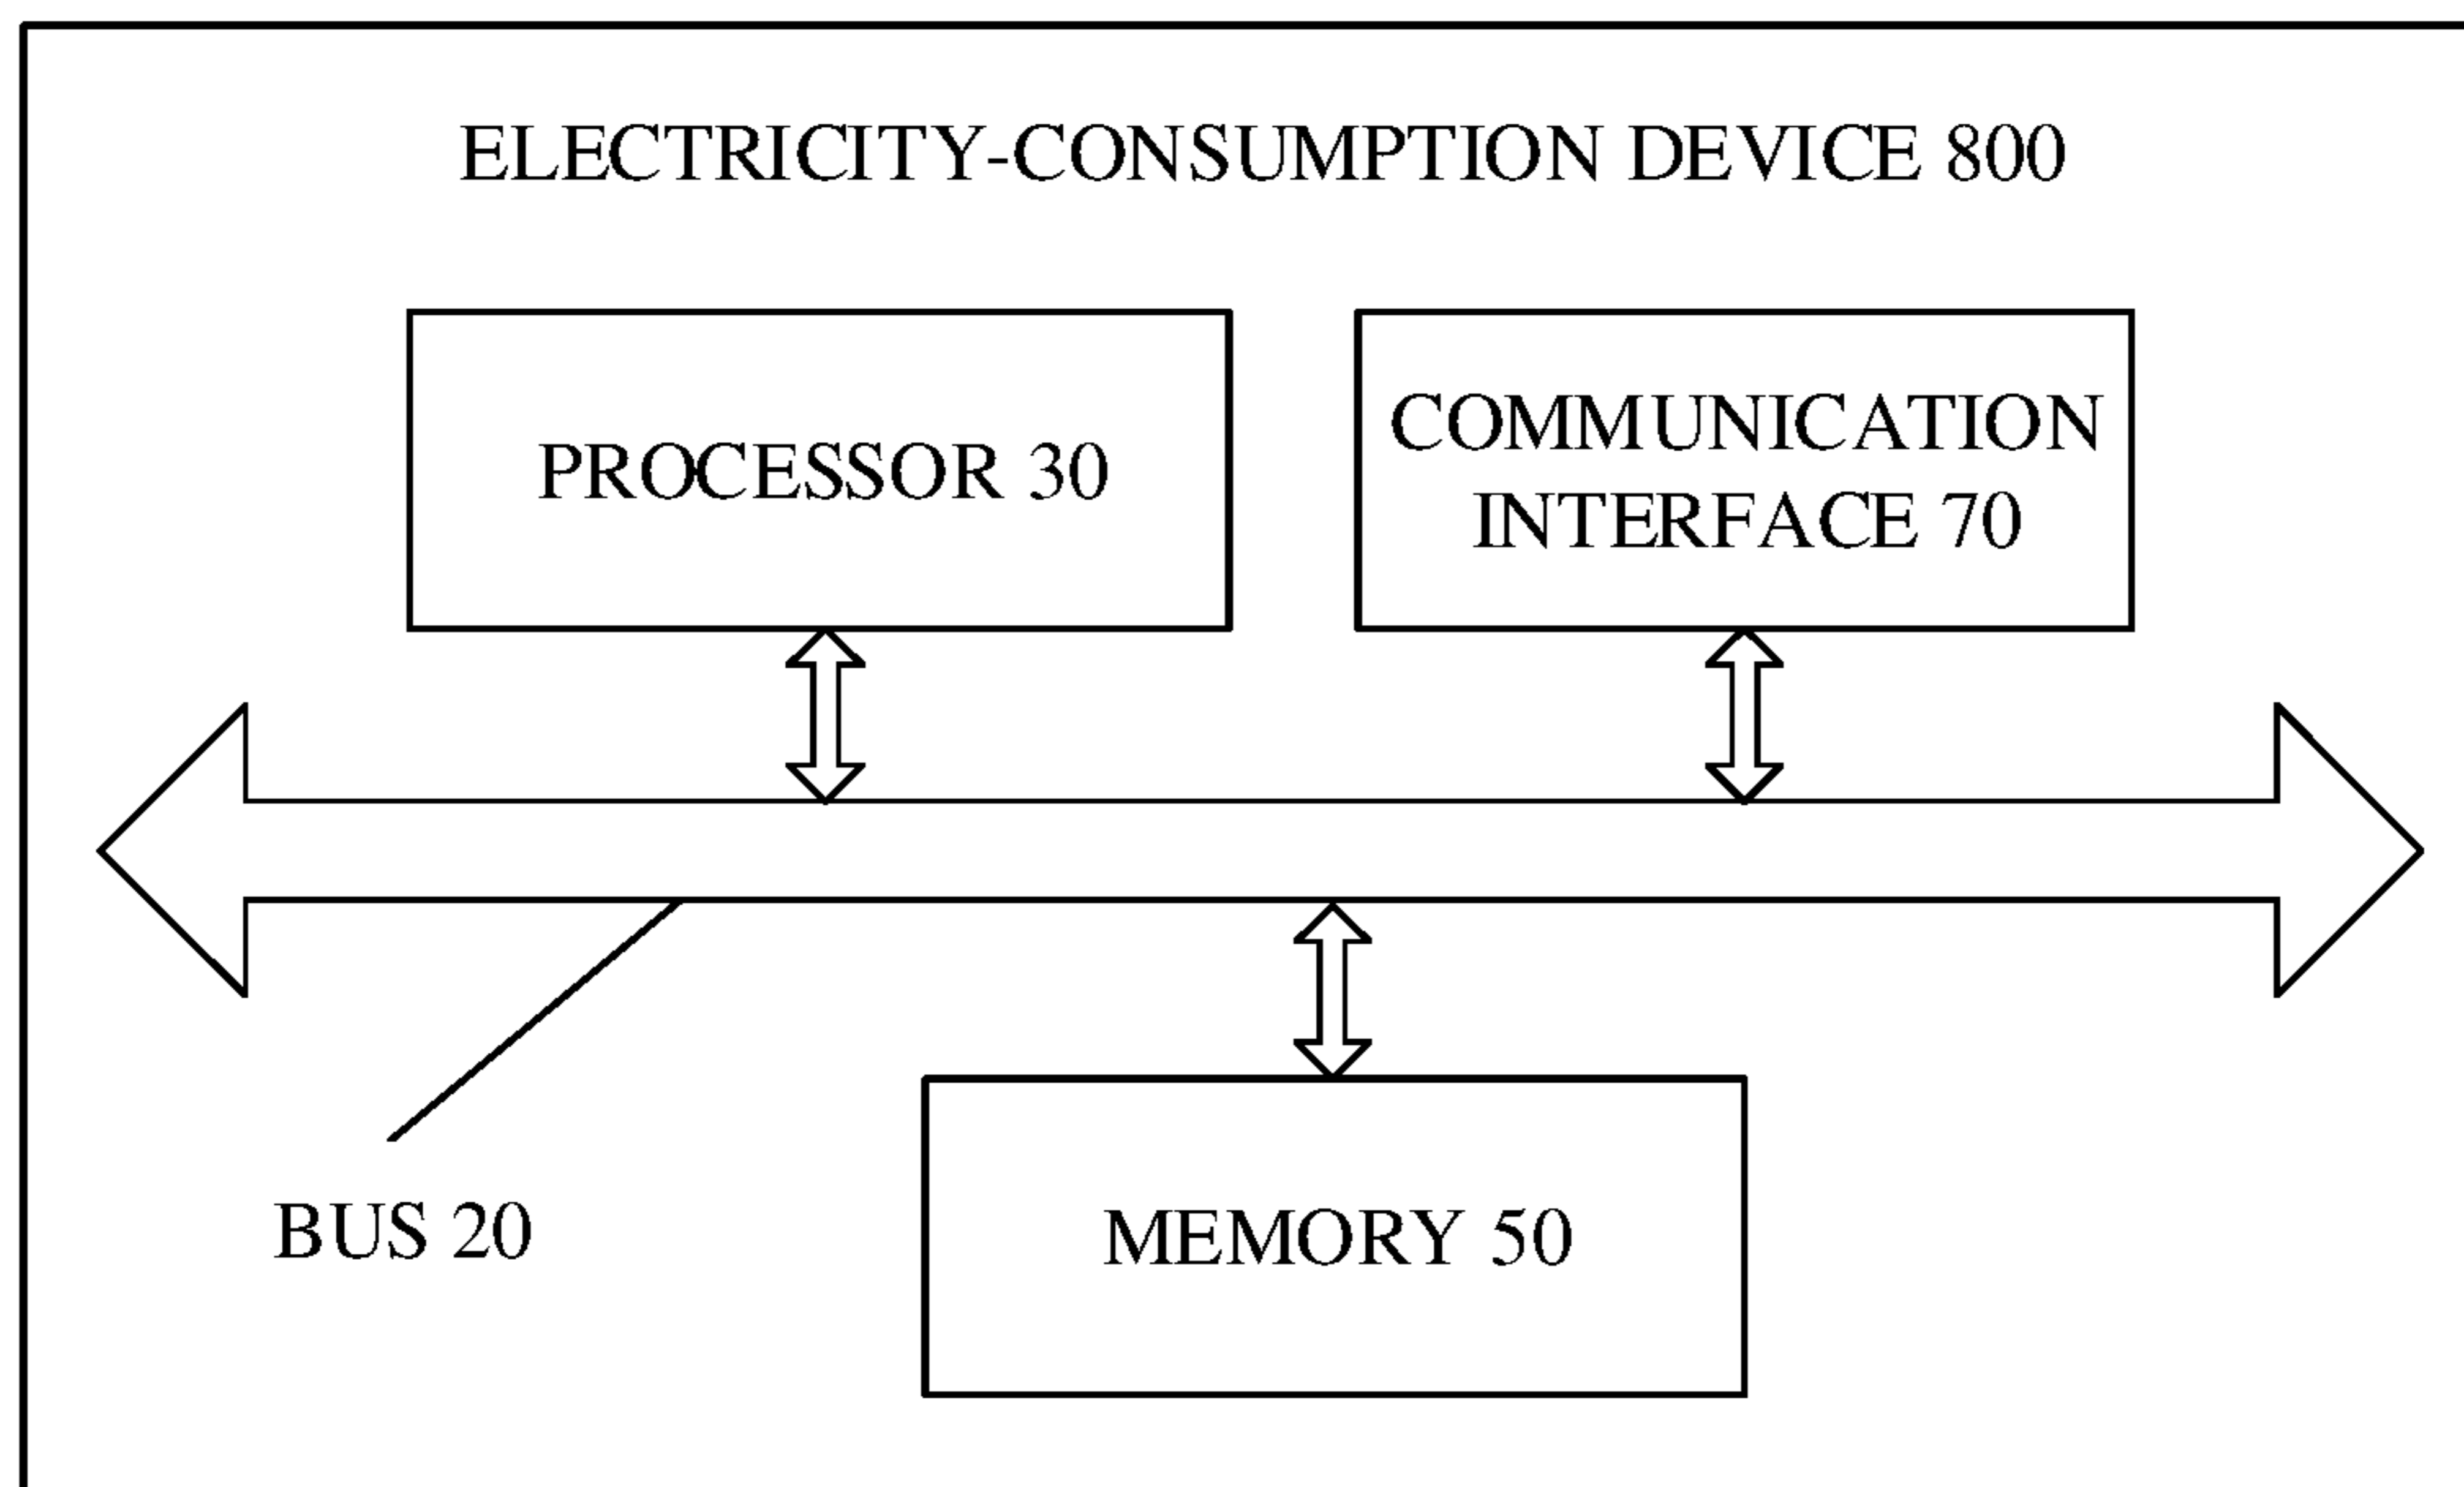 ELECTRICITY-CONSUMPTION DEVICE 800
PROCESSOR 30
COMMUNICATION
INTERFACE 70
BUS 20
MEMORY 50